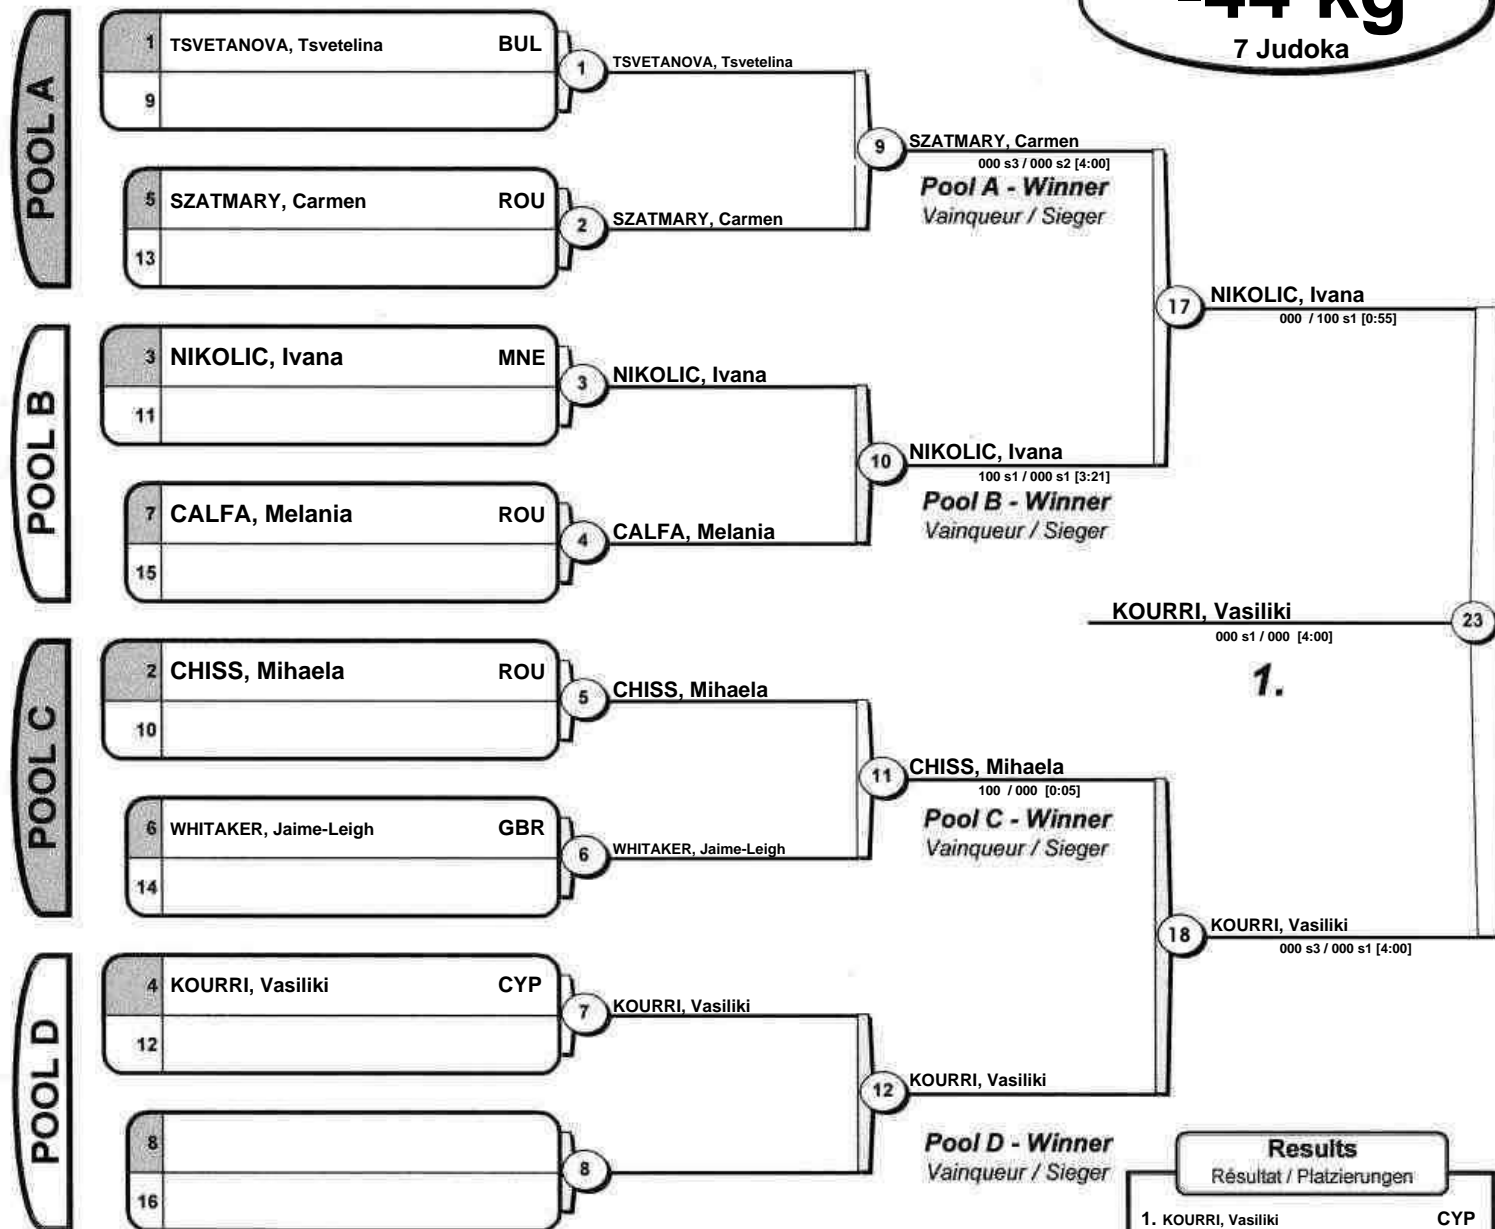 -44 kg
7 Judoka
POOL A
1 TSVETANOVA, Tsvetelina BUL
9
1
TSVETANOVA, Tsvetelina
5 SZATMARY, Carmen ROU
13
2
SZATMARY, Carmen
9
SZATMARY, Carmen
000 s3 / 000 s2 [4:00]
Pool A - Winner
Vainqueur / Sieger
POOL B
3 NIKOLIC, Ivana MNE
11
3
NIKOLIC, Ivana
7 CALFA, Melania ROU
15
4
CALFA, Melania
10
NIKOLIC, Ivana
100 s1 / 000 s1 [3:21]
Pool B - Winner
Vainqueur / Sieger
17
NIKOLIC, Ivana
000 / 100 s1 [0:55]
KOURRI, Vasiliki
000 s1 / 000 [4:00]
1.
23
POOL C
2 CHISS, Mihaela ROU
10
5
CHISS, Mihaela
6 WHITAKER, Jaime-Leigh GBR
14
6
WHITAKER, Jaime-Leigh
11
CHISS, Mihaela
100 / 000 [0:05]
Pool C - Winner
Vainqueur / Sieger
18
KOURRI, Vasiliki
000 s3 / 000 s1 [4:00]
POOL D
4 KOURRI, Vasiliki CYP
12
7
KOURRI, Vasiliki
8
16
8
12
KOURRI, Vasiliki
Pool D - Winner
Vainqueur / Sieger
Results
Résultat / Platzierungen
1. KOURRI, Vasiliki CYP